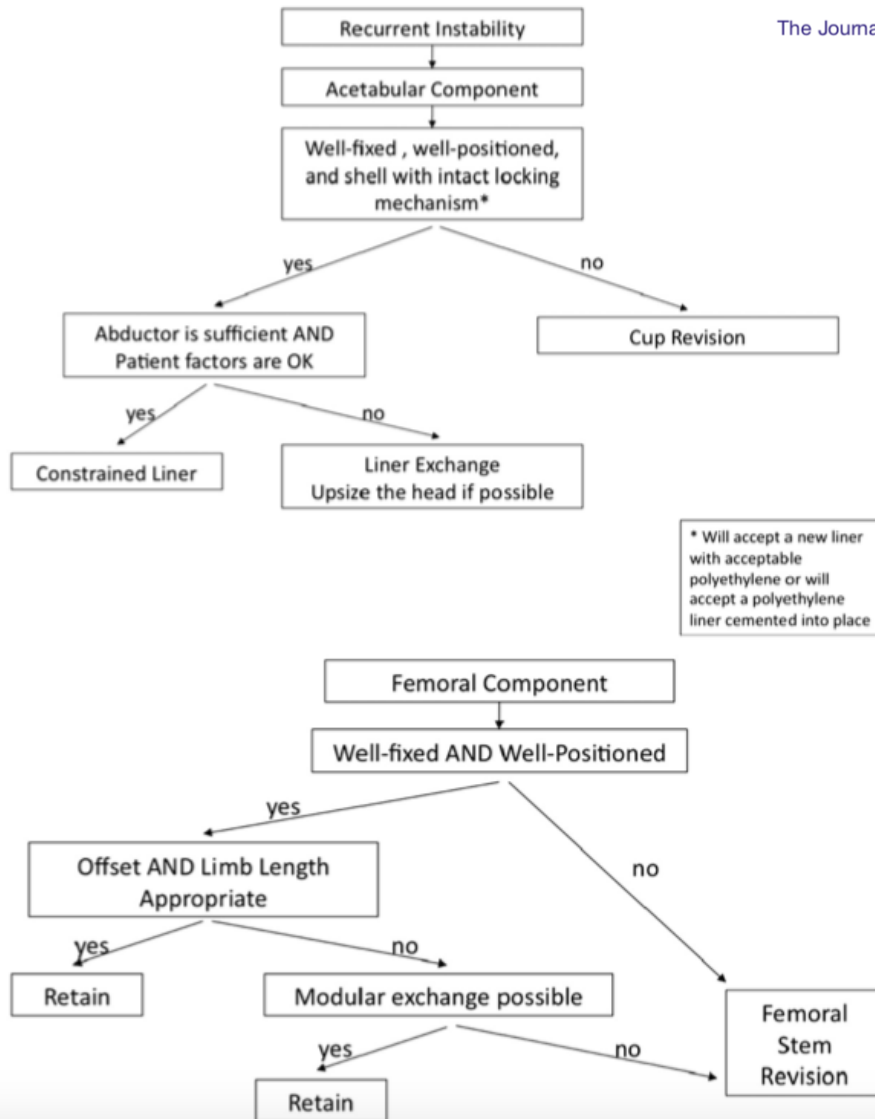 The Journa
Recurrent Instability
Acetabular Component
Well-fixed , well-positioned,
and shell with intact locking
mechanism*
yes
no
Abductor is sufficient AND
Patient factors are OK
Cup Revision
yes
no
Constrained Liner
Liner Exchange
Upsize the head if possible
* Will accept a new liner
with acceptable
polyethylene or will
accept a polyethylene
liner cemented into place
Femoral Component
Well-fixed AND Well-Positioned
yes
no
Offset AND Limb Length
Appropriate
yes
no
Retain
Modular exchange possible
Femoral
Stem
Revision
yes
no
Retain